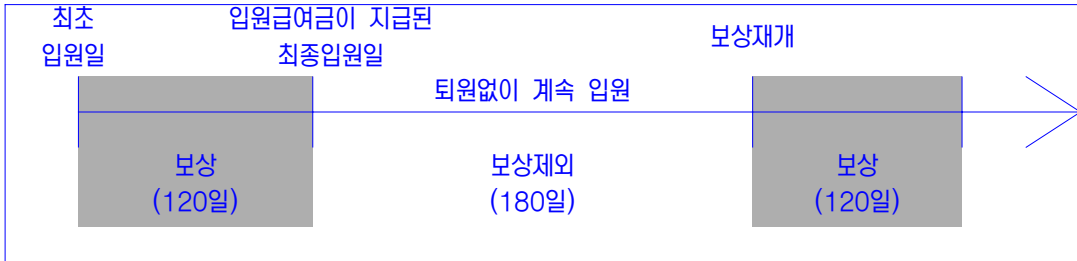 최초
입원일
입원급여금이 지급된
최종입원일
보상재개
퇴원없이 계속 입원
보상
(120일)
보상제외
(180일)
보상
(120일)